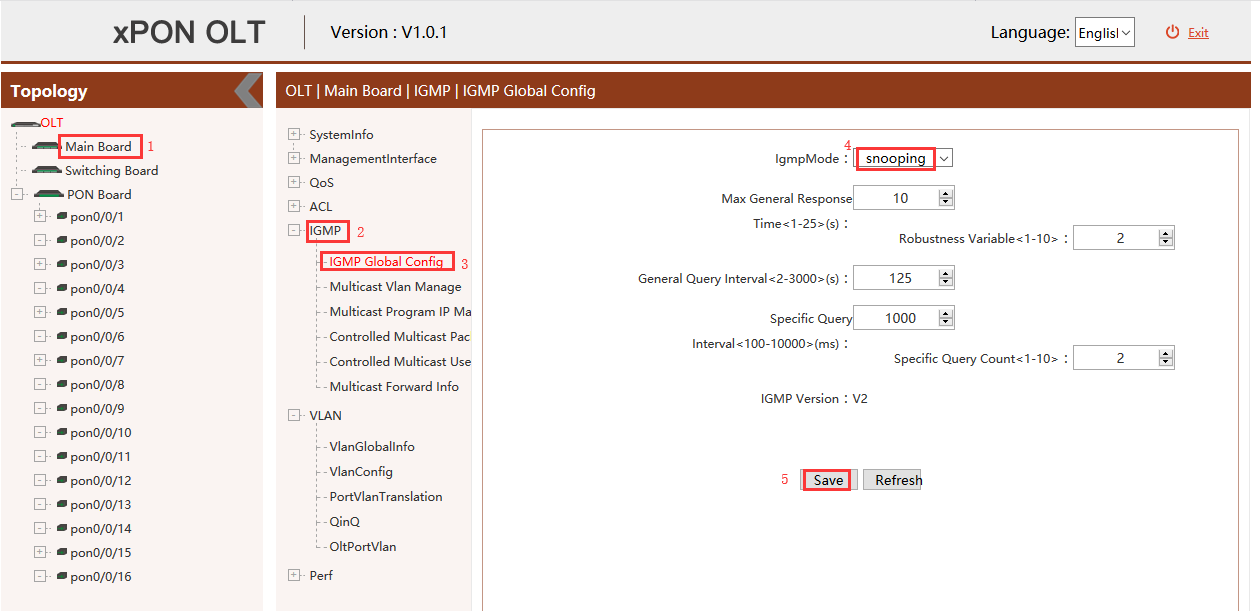 xPON OLT
Version : V1.0.1
Language: Englisl
Exit
Topology
OLT
Main Board 1
Switching Board
PON Board
pon0/0/1
pon0/0/2
pon0/0/3
pon0/0/4
pon0/0/5
pon0/0/6
pon0/0/7
pon0/0/8
pon0/0/9
pon0/0/10
pon0/0/11
pon0/0/12
pon0/0/13
pon0/0/14
pon0/0/15
pon0/0/16
OLT | Main Board | IGMP | IGMP Global Config
SystemInfo
ManagementInterface
QoS
ACL
IGMP 2
IGMP Global Config 3
Multicast Vlan Manage
Multicast Program IP Ma
Controlled Multicast Pac
Controlled Multicast Use
Multicast Forward Info
VLAN
VlanGlobalInfo
VlanConfig
PortVlanTranslation
QinQ
OltPortVlan
Perf
IgmpMode : 4 snooping
Max General Response 10
Time<1-25>(s) :
Robustness Variable<1-10> : 2
General Query Interval<2-3000>(s) : 125
Specific Query 1000
Interval<100-10000>(ms) :
Specific Query Count<1-10> : 2
IGMP Version : V2
5 Save Refresh